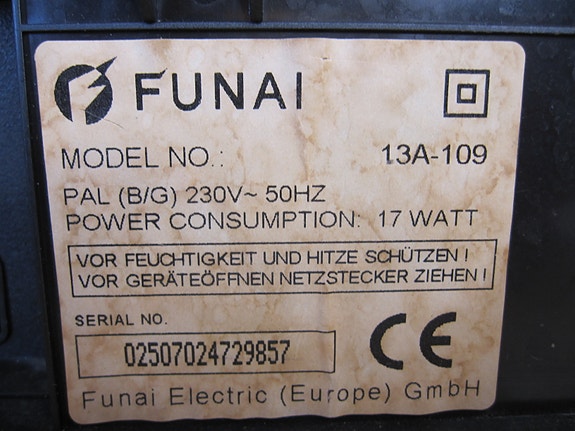 FUNAI
MODEL NO.: 13A-109
PAL (B/G) 230V~ 50HZ
POWER CONSUMPTION: 17 WATT
VOR FEUCHTIGKEIT UND HITZE SCHÜTZEN !
VOR GERÄTEÖFFNEN NETZSTECKER ZIEHEN !
SERIAL NO.
02507024729857
CE
Funai Electric (Europe) GmbH